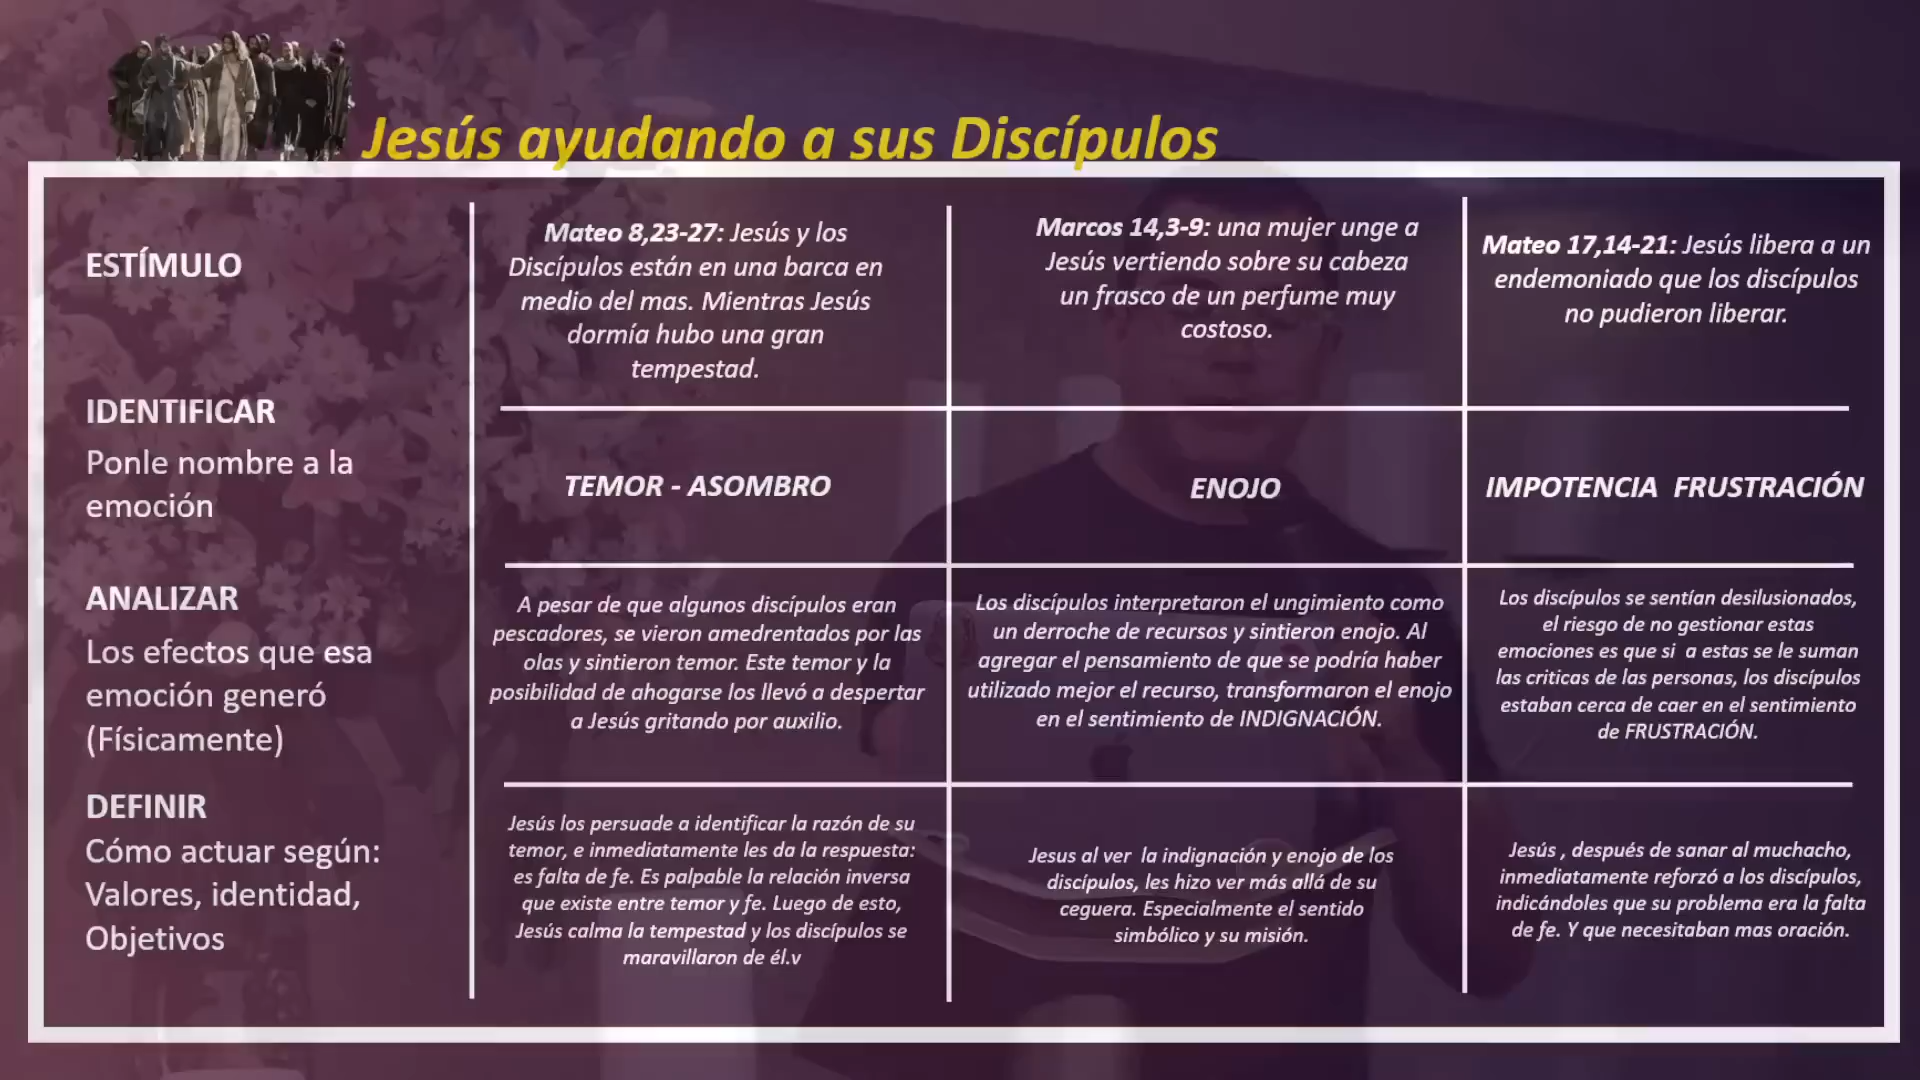 Jesús ayudando a sus Discípulos
ESTÍMULO
Mateo 8,23-27: Jesús y los
Discípulos están en una barca en
medio del mas. Mientras Jesús
dormía hubo una gran
tempestad.
Marcos 14,3-9: una mujer unge a
Jesús vertiendo sobre su cabeza
un frasco de un perfume muy
costoso.
Mateo 17,14-21: Jesús libera a un
endemoniado que los discípulos
no pudieron liberar.
IDENTIFICAR
Ponle nombre a la
emoción
TEMOR - ASOMBRO
ENOJO
IMPOTENCIA FRUSTRACIÓN
ANALIZAR
Los efectos que esa
emoción generó
(Físicamente)
A pesar de que algunos discípulos eran
pescadores, se vieron amedrentados por las
olas y sintieron temor. Este temor y la
posibilidad de ahogarse los llevó a despertar
a Jesús gritando por auxilio.
Los discípulos interpretaron el ungimiento como
un derroche de recursos y sintieron enojo. Al
agregar el pensamiento de que se podría haber
utilizado mejor el recurso, transformaron el enojo
en el sentimiento de INDIGNACIÓN.
Los discípulos se sentían desilusionados,
el riesgo de no gestionar estas
emociones es que si a estas se le suman
las criticas de las personas, los discípulos
estaban cerca de caer en el sentimiento
de FRUSTRACIÓN.
DEFINIR
Cómo actuar según:
Valores, identidad,
Objetivos
Jesús los persuade a identificar la razón de su
temor, e inmediatamente les da la respuesta:
es falta de fe. Es palpable la relación inversa
que existe entre temor y fe. Luego de esto,
Jesús calma la tempestad y los discípulos se
maravillaron de él.v
Jesus al ver la indignación y enojo de los
discípulos, les hizo ver más allá de su
ceguera. Especialmente el sentido
simbólico y su misión.
Jesús , después de sanar al muchacho,
inmediatamente reforzó a los discípulos,
indicándoles que su problema era la falta
de fe. Y que necesitaban mas oración.